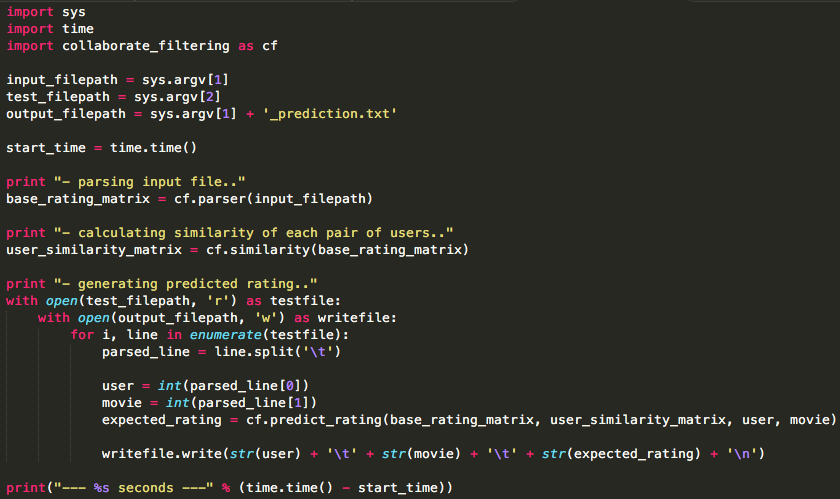 import sys
import time
import collaborate_filtering as cf

input_filepath = sys.argv[1]
test_filepath = sys.argv[2]
output_filepath = sys.argv[1] + '_prediction.txt'

start_time = time.time()

print "- parsing input file.."
base_rating_matrix = cf.parser(input_filepath)

print "- calculating similarity of each pair of users.."
user_similarity_matrix = cf.similarity(base_rating_matrix)

print "- generating predicted rating.."
with open(test_filepath, 'r') as testfile:
    with open(output_filepath, 'w') as writefile:
        for i, line in enumerate(testfile):
            parsed_line = line.split('\t')

            user = int(parsed_line[0])
            movie = int(parsed_line[1])
            expected_rating = cf.predict_rating(base_rating_matrix, user_similarity_matrix, user, movie)

            writefile.write(str(user) + '\t' + str(movie) + '\t' + str(expected_rating) + '\n')

print("--- %s seconds ---" % (time.time() - start_time))